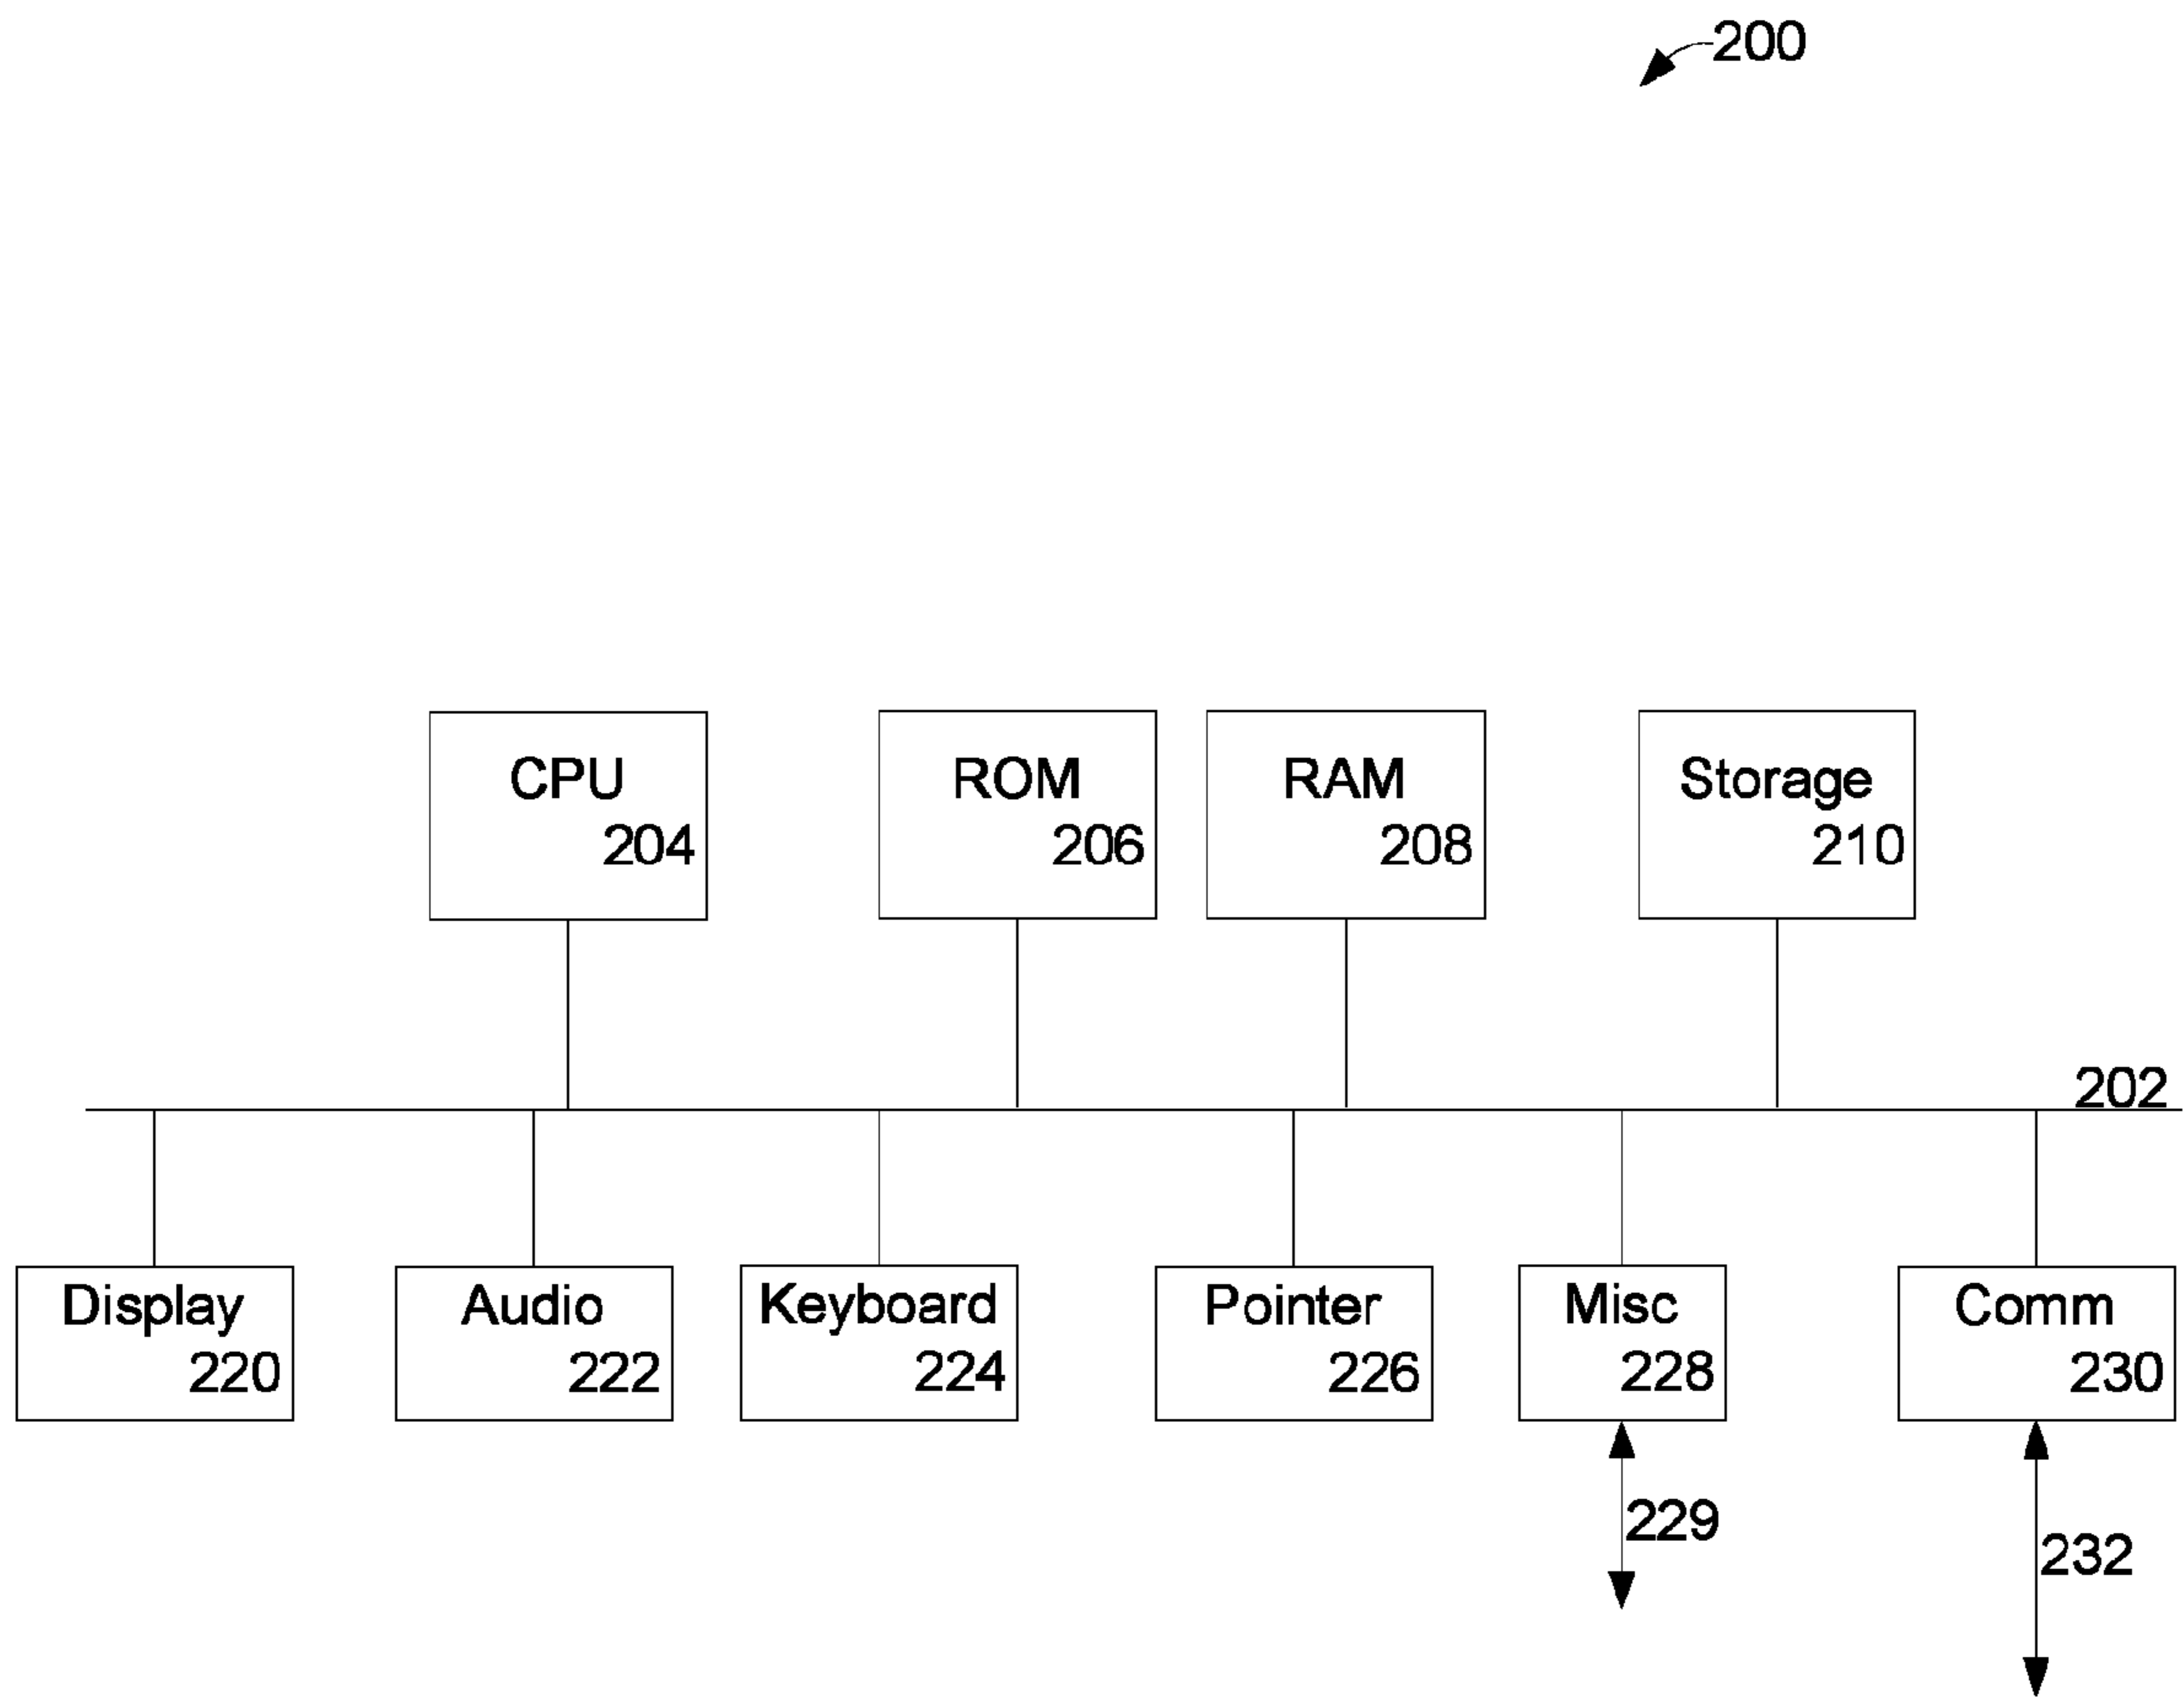 200
CPU
204
ROM
206
RAM
208
Storage
210
202
Display
220
Audio
222
Keyboard
224
Pointer
226
Misc
228
Comm
230
229
232